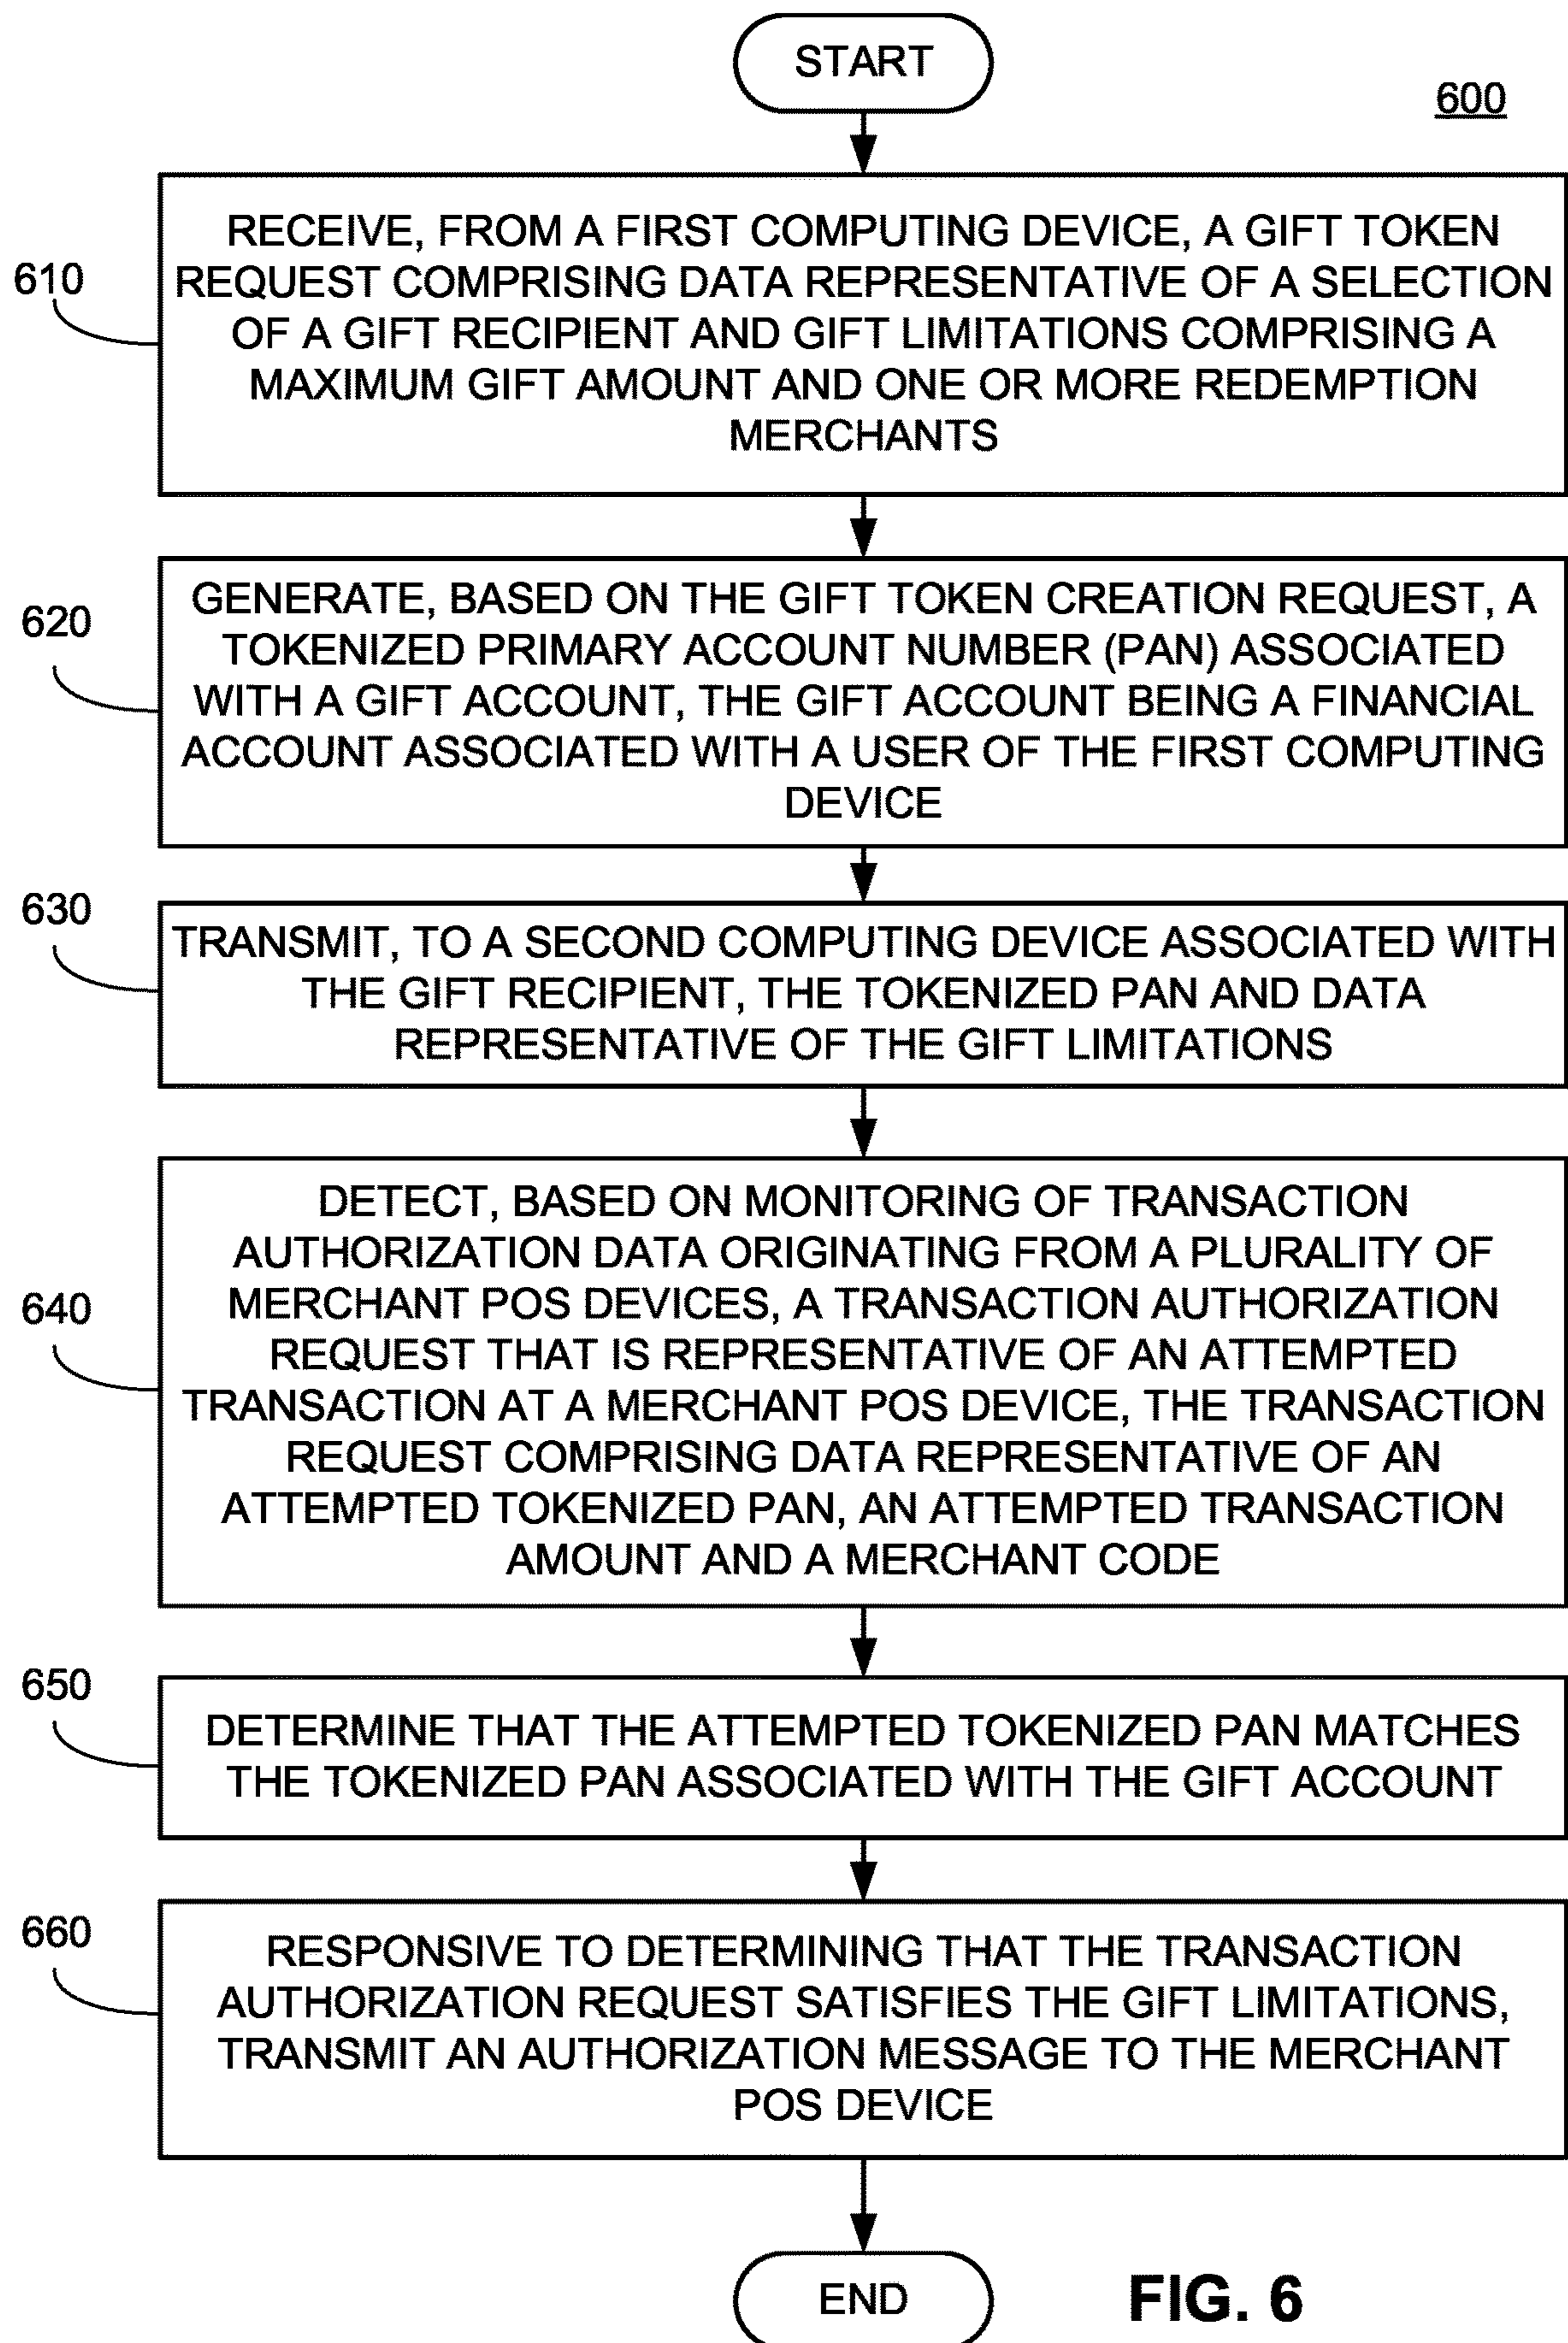 START
600
610
RECEIVE, FROM A FIRST COMPUTING DEVICE, A GIFT TOKEN
REQUEST COMPRISING DATA REPRESENTATIVE OF A SELECTION
OF A GIFT RECIPIENT AND GIFT LIMITATIONS COMPRISING A
MAXIMUM GIFT AMOUNT AND ONE OR MORE REDEMPTION
MERCHANTS
620
GENERATE, BASED ON THE GIFT TOKEN CREATION REQUEST, A
TOKENIZED PRIMARY ACCOUNT NUMBER (PAN) ASSOCIATED
WITH A GIFT ACCOUNT, THE GIFT ACCOUNT BEING A FINANCIAL
ACCOUNT ASSOCIATED WITH A USER OF THE FIRST COMPUTING
DEVICE
630
TRANSMIT, TO A SECOND COMPUTING DEVICE ASSOCIATED WITH
THE GIFT RECIPIENT, THE TOKENIZED PAN AND DATA
REPRESENTATIVE OF THE GIFT LIMITATIONS
640
DETECT, BASED ON MONITORING OF TRANSACTION
AUTHORIZATION DATA ORIGINATING FROM A PLURALITY OF
MERCHANT POS DEVICES, A TRANSACTION AUTHORIZATION
REQUEST THAT IS REPRESENTATIVE OF AN ATTEMPTED
TRANSACTION AT A MERCHANT POS DEVICE, THE TRANSACTION
REQUEST COMPRISING DATA REPRESENTATIVE OF AN
ATTEMPTED TOKENIZED PAN, AN ATTEMPTED TRANSACTION
AMOUNT AND A MERCHANT CODE
650
DETERMINE THAT THE ATTEMPTED TOKENIZED PAN MATCHES
THE TOKENIZED PAN ASSOCIATED WITH THE GIFT ACCOUNT
660
RESPONSIVE TO DETERMINING THAT THE TRANSACTION
AUTHORIZATION REQUEST SATISFIES THE GIFT LIMITATIONS,
TRANSMIT AN AUTHORIZATION MESSAGE TO THE MERCHANT
POS DEVICE
END
FIG. 6